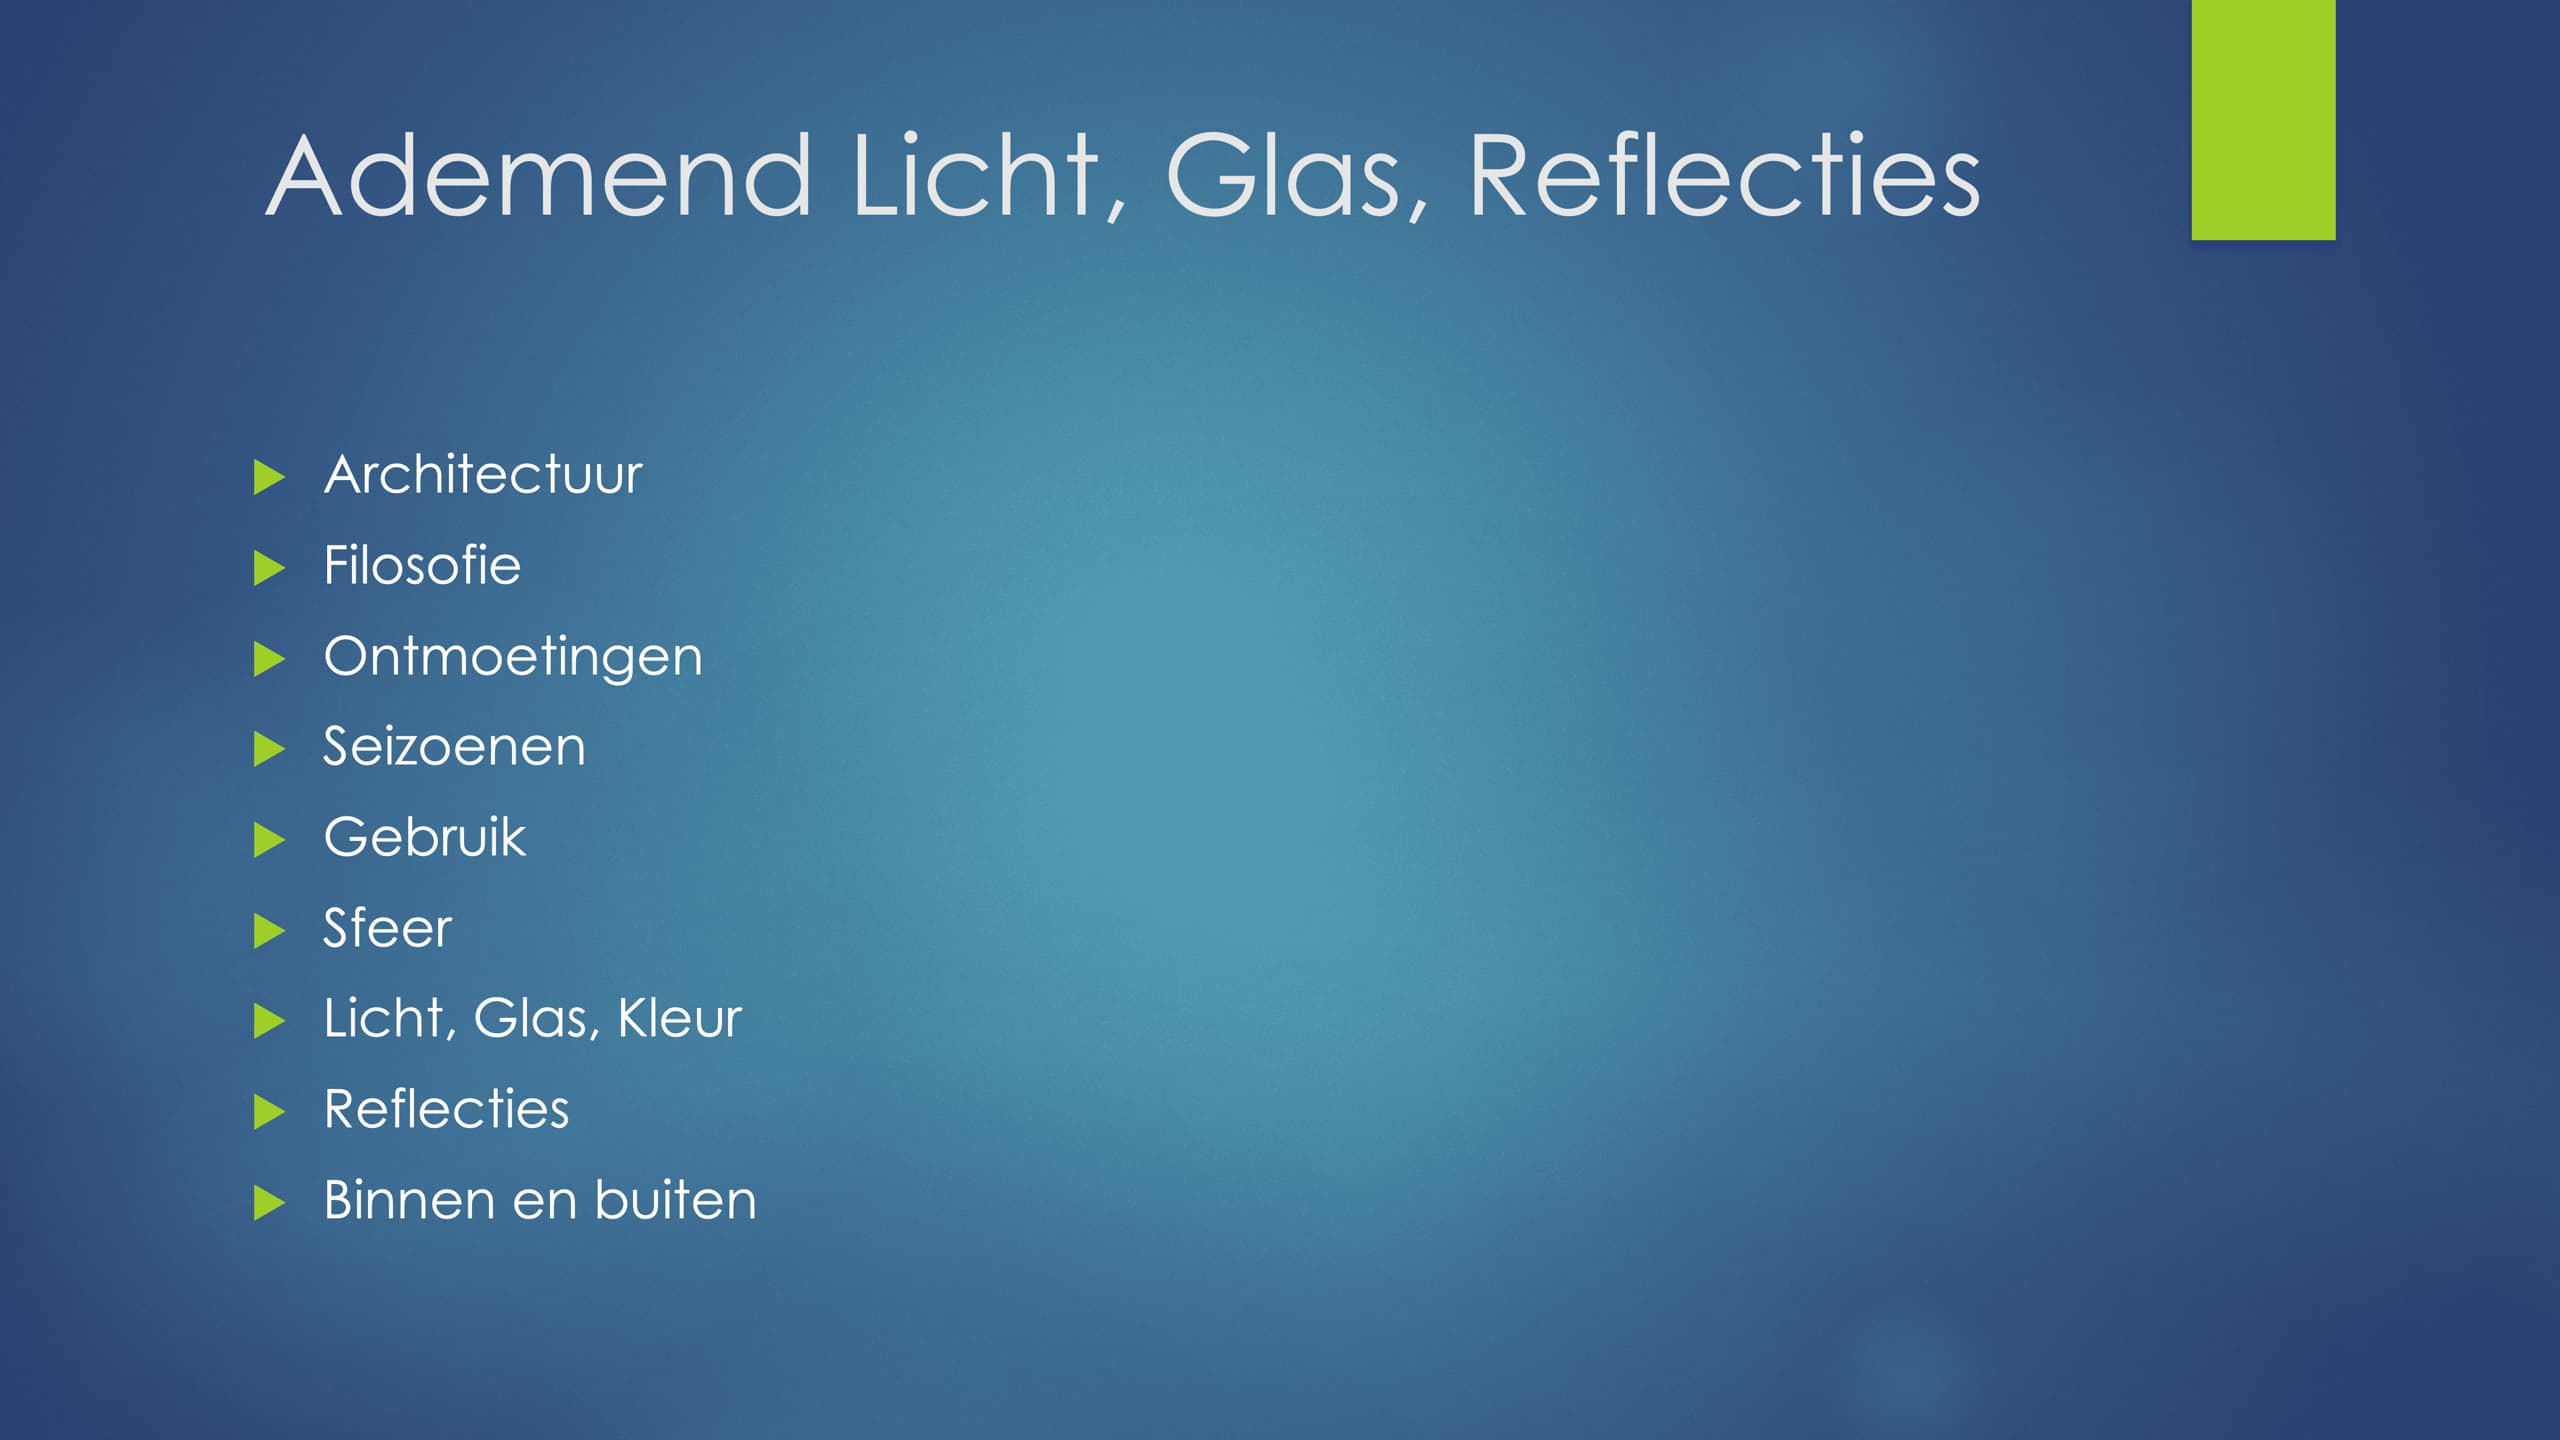 Ademend Licht, Glas, Reflecties
Architectuur
Filosofie
Ontmoetingen
Seizoenen
Gebruik
Sfeer
Licht, Glas, Kleur
Reflecties
Binnen en buiten